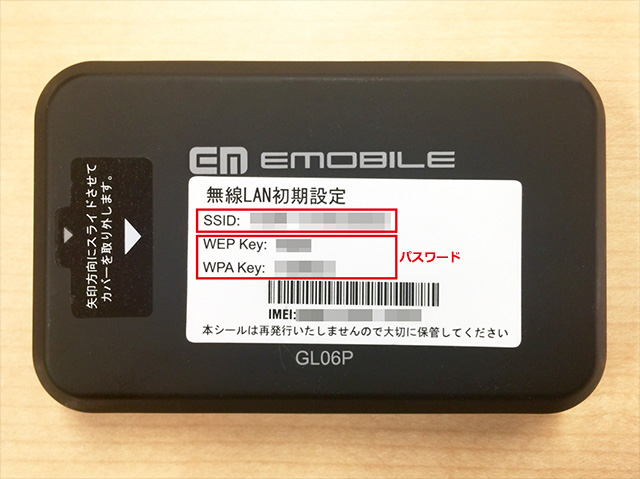 矢印方向にスライドさせて
カバーを取り外します。
EM EMOBILE
無線LAN初期設定
SSID:
WEP Key:
WPA Key:
パスワード
IMEI:
本シールは再発行いたしませんので大切に保管してください
GL06P